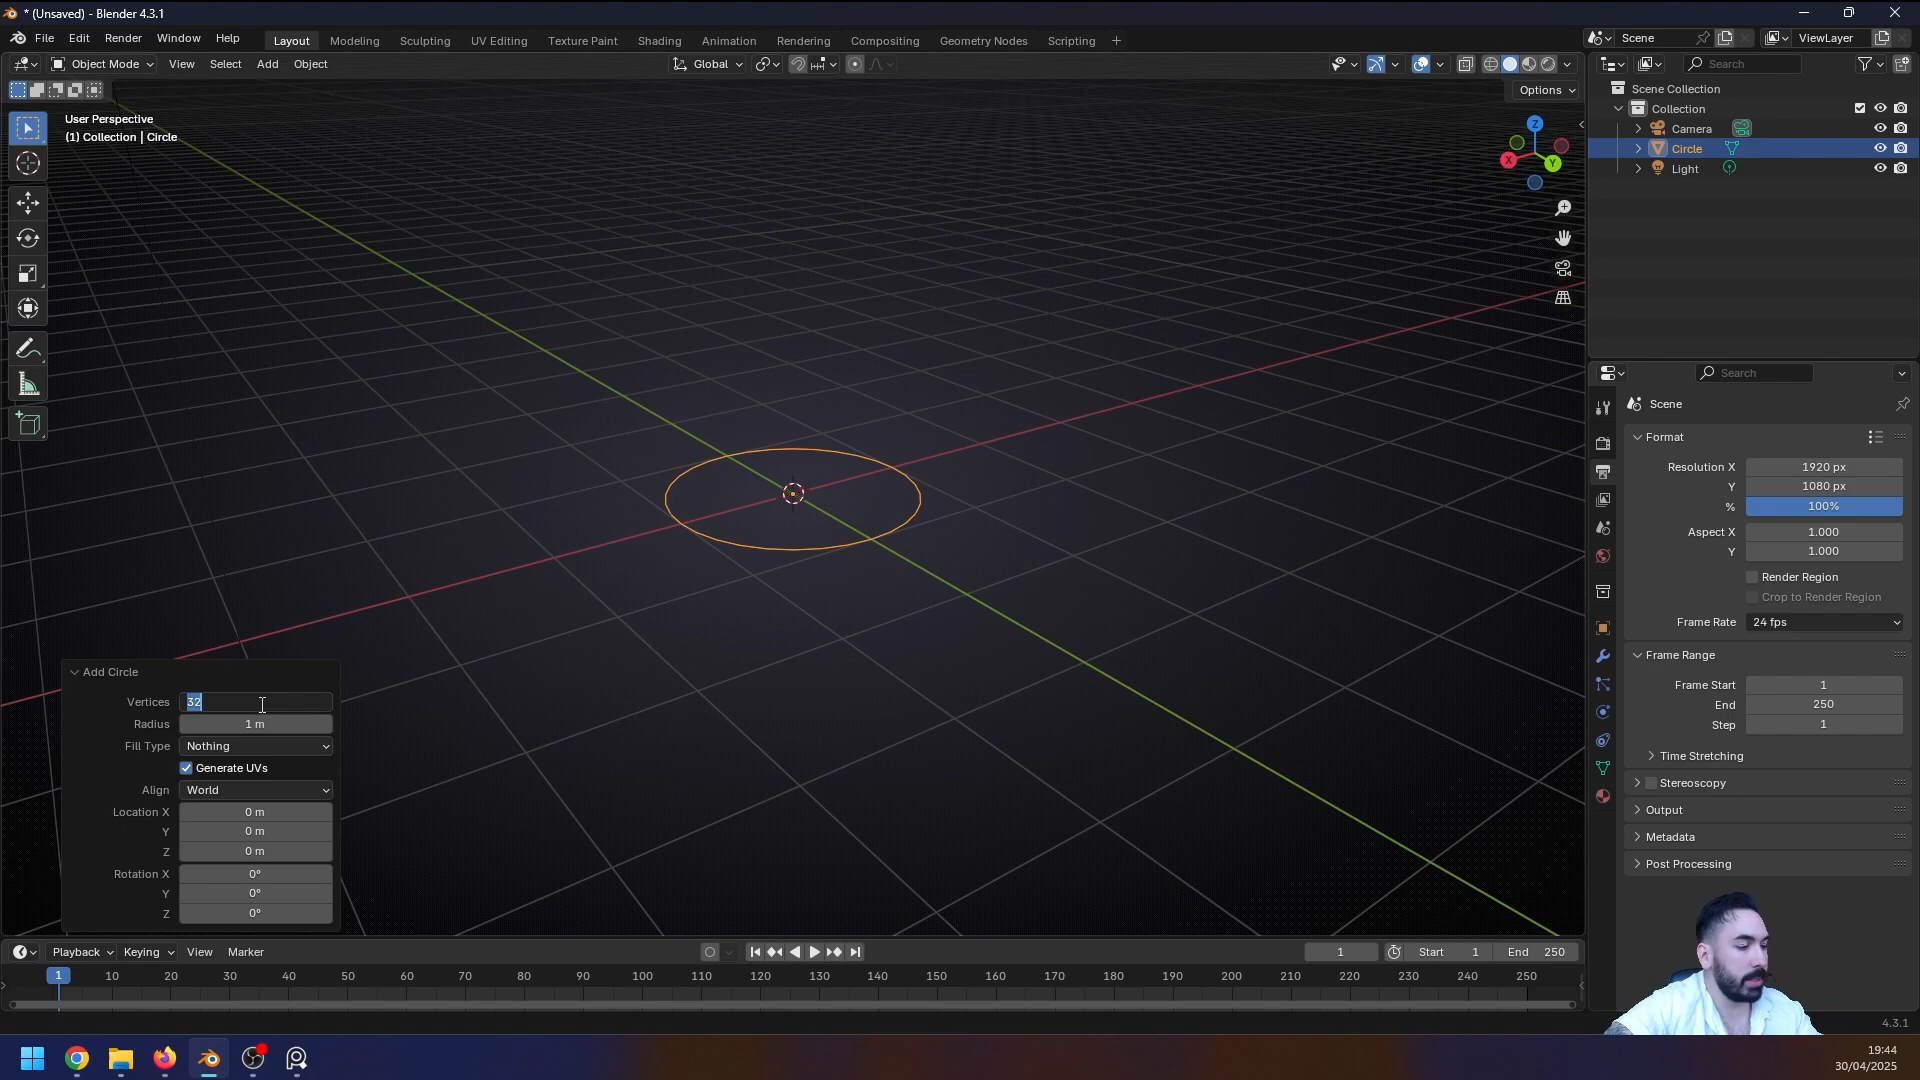 * (Unsaved) - Blender 4.3.1
File Edit Render Window Help
Layout Modeling Sculpting UV Editing Texture Paint Shading Animation Rendering Compositing Geometry Nodes Scripting +
Scene
ViewLayer
Object Mode View Select Add Object
Global
Options
User Perspective
(1) Collection | Circle
Z
X
Y
Search
Scene Collection
Collection
Camera
Circle
Light
Search
Scene
Format
Resolution X 1920 px
Y 1080 px
% 100%
Aspect X 1.000
Y 1.000
Render Region
Crop to Render Region
Frame Rate 24 fps
Frame Range
Frame Start 1
End 250
Step 1
Time Stretching
Stereoscopy
Output
Metadata
Post Processing
Add Circle
Vertices 32
Radius 1 m
Fill Type Nothing
Generate UVs
Align World
Location X 0 m
Y 0 m
Z 0 m
Rotation X 0°
Y 0°
Z 0°
Playback Keying View Marker
1 Start 1 End 250
1 10 20 30 40 50 60 70 80 90 100 110 120 130 140 150 160 170 180 190 200 210 220 230 240 250
4.3.1
19:44
30/04/2025